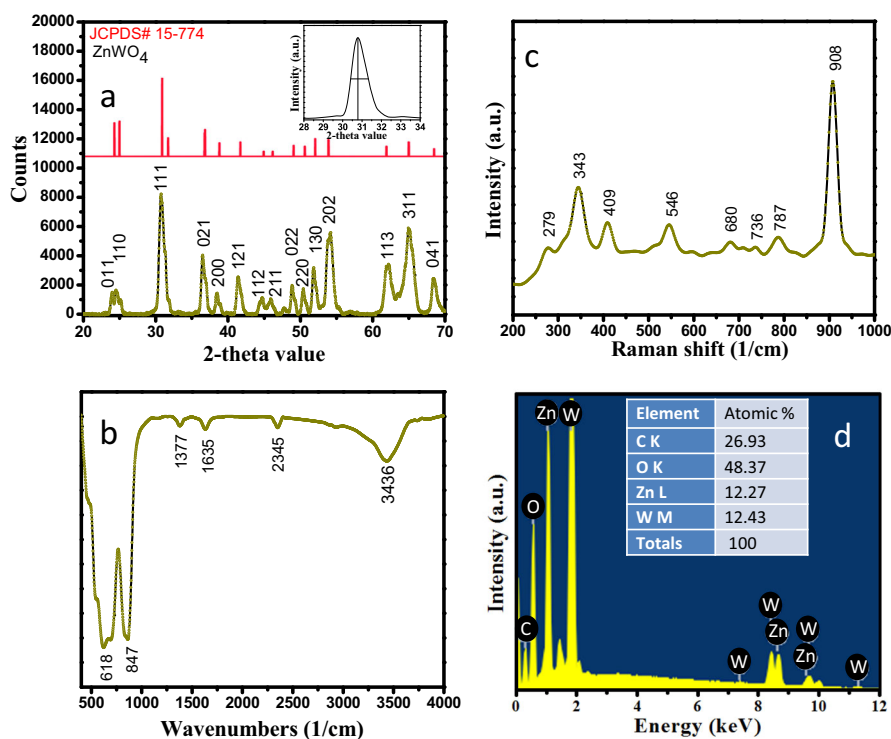 20000
18000
16000
14000
12000
10000
8000
6000
4000
2000
0
Counts
JCPDS# 15-774
ZnWO4
a
Intensity (a.u.)
28 29 30 31 32 33 34
2-theta value
011
110
111
021
200
121
112
211
022
220
130
202
113
311
041
20 30 40 50 60 70
2-theta value
c
Intensity (a.u.)
279
343
409
546
680
736
787
908
200 300 400 500 600 700 800 900 1000
Raman shift (1/cm)
b
618
847
1377
1635
2345
3436
500 1000 1500 2000 2500 3000 3500 4000
Wavenumbers (1/cm)
d
Intensity (a.u.)
Element Atomic %
C K 26.93
O K 48.37
Zn L 12.27
W M 12.43
Totals 100
C
O
Zn
W
W
W
Zn
W
Zn
W
0 2 4 6 8 10 12
Energy (keV)